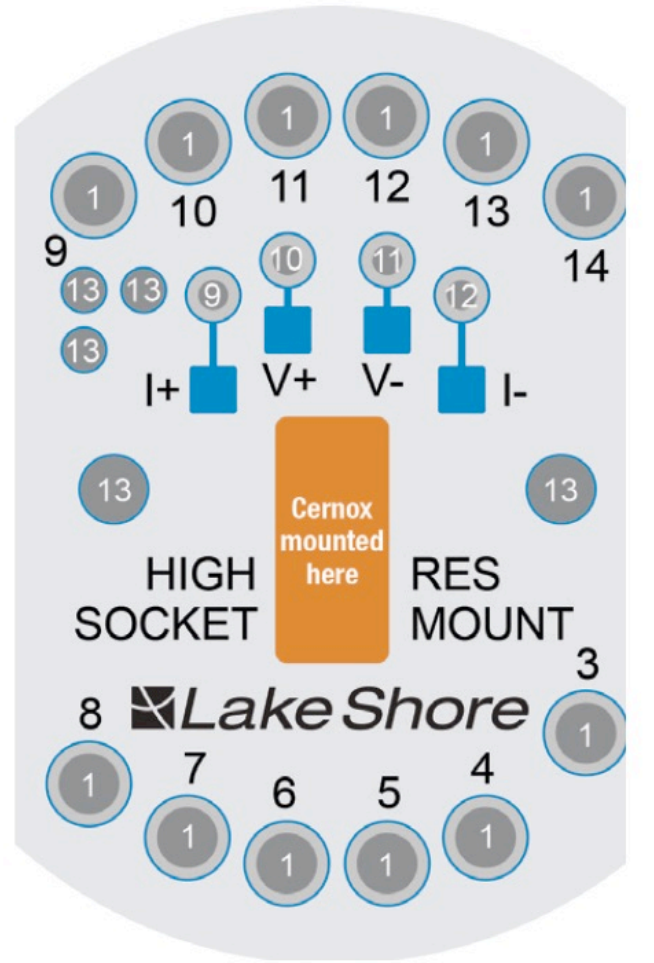 1 1
1 1
1 1
11 12
10 13
9 14
10 11
13 13 9 12
13
V+ V-
I+ I-
13 13
Cernox
mounted
here
HIGH RES
SOCKET MOUNT
3
Lake Shore
8 1
7 4
1 6 5
1 1
1 1